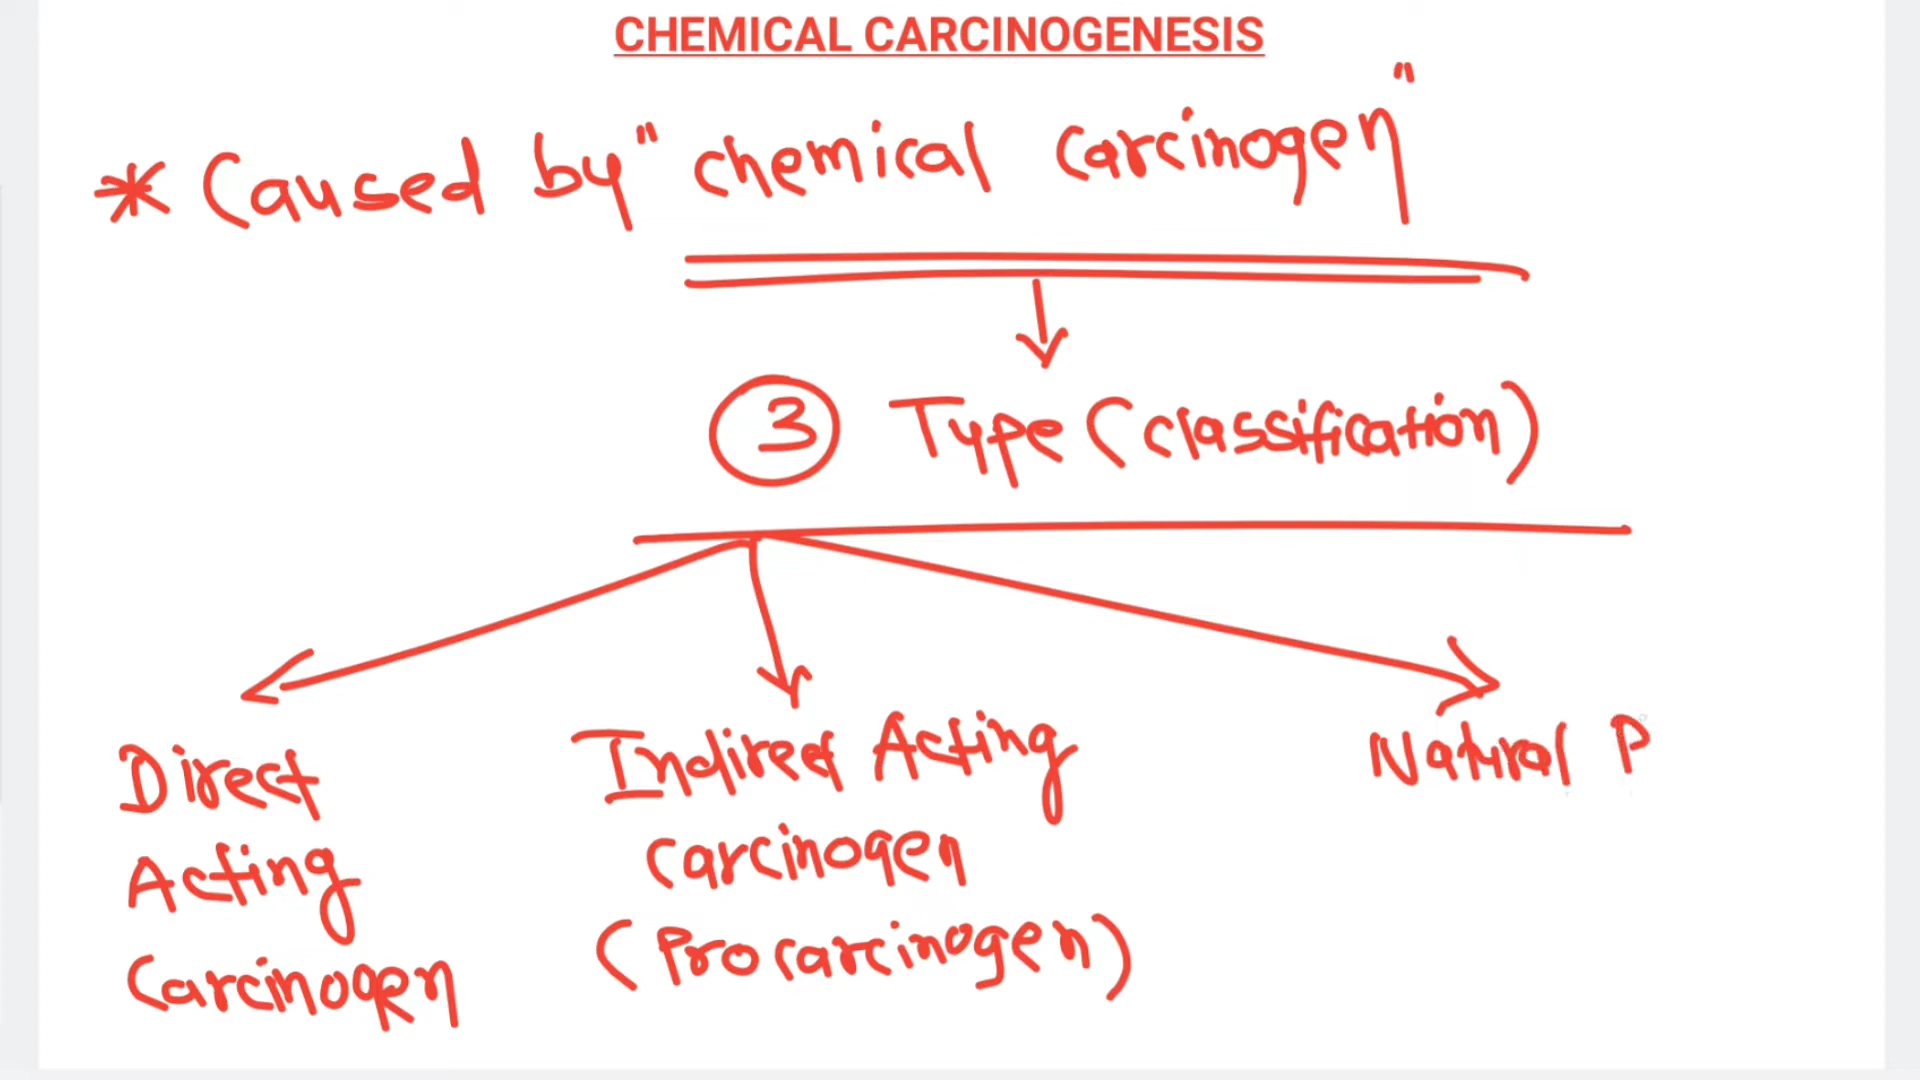 CHEMICAL CARCINOGENESIS
* Caused by "chemical carcinogen"
3 Type (classification)
Direct Acting Carcinogen
Indirect Acting carcinogen (Procarcinogen)
Natural P